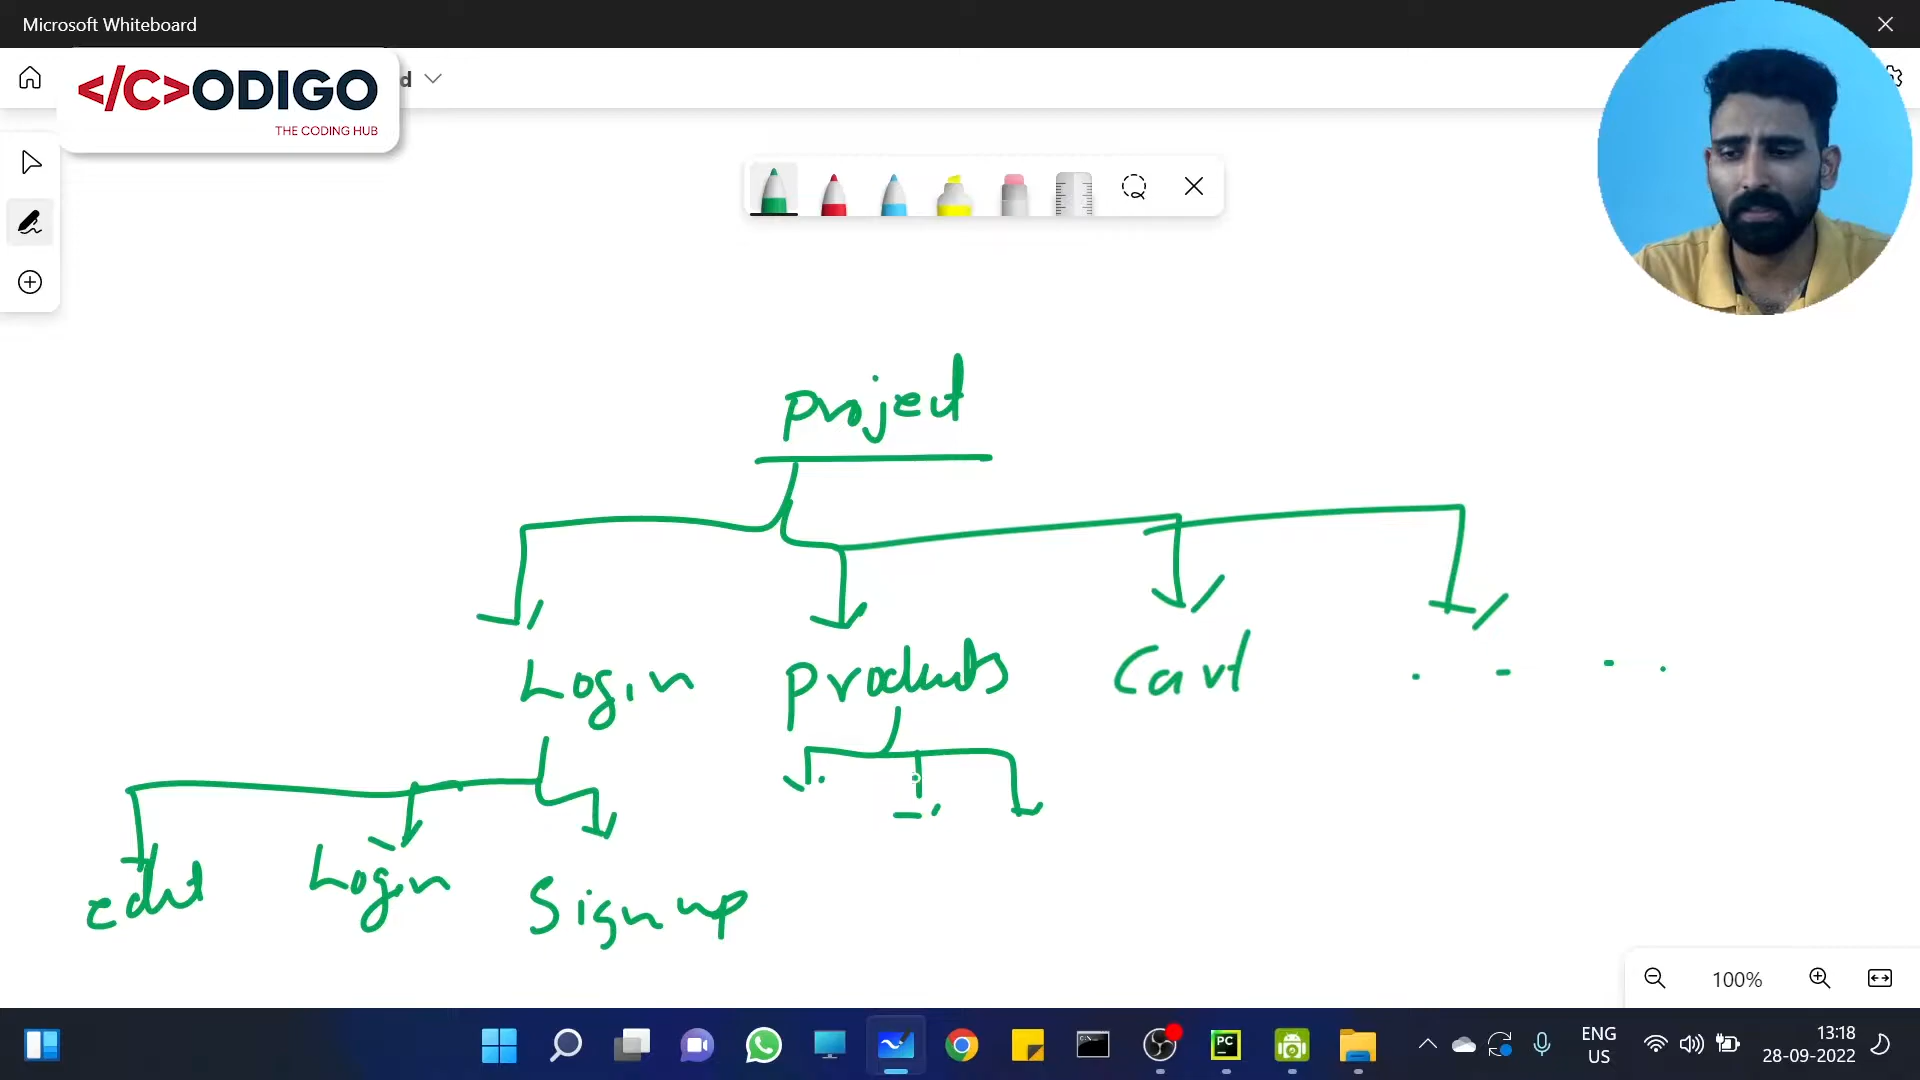 Microsoft Whiteboard
</C>ODIGO
THE CODING HUB
d
project
Login products Cart . - - .
edit Login Signup
100%
PC
ENG
US
13:18
28-09-2022